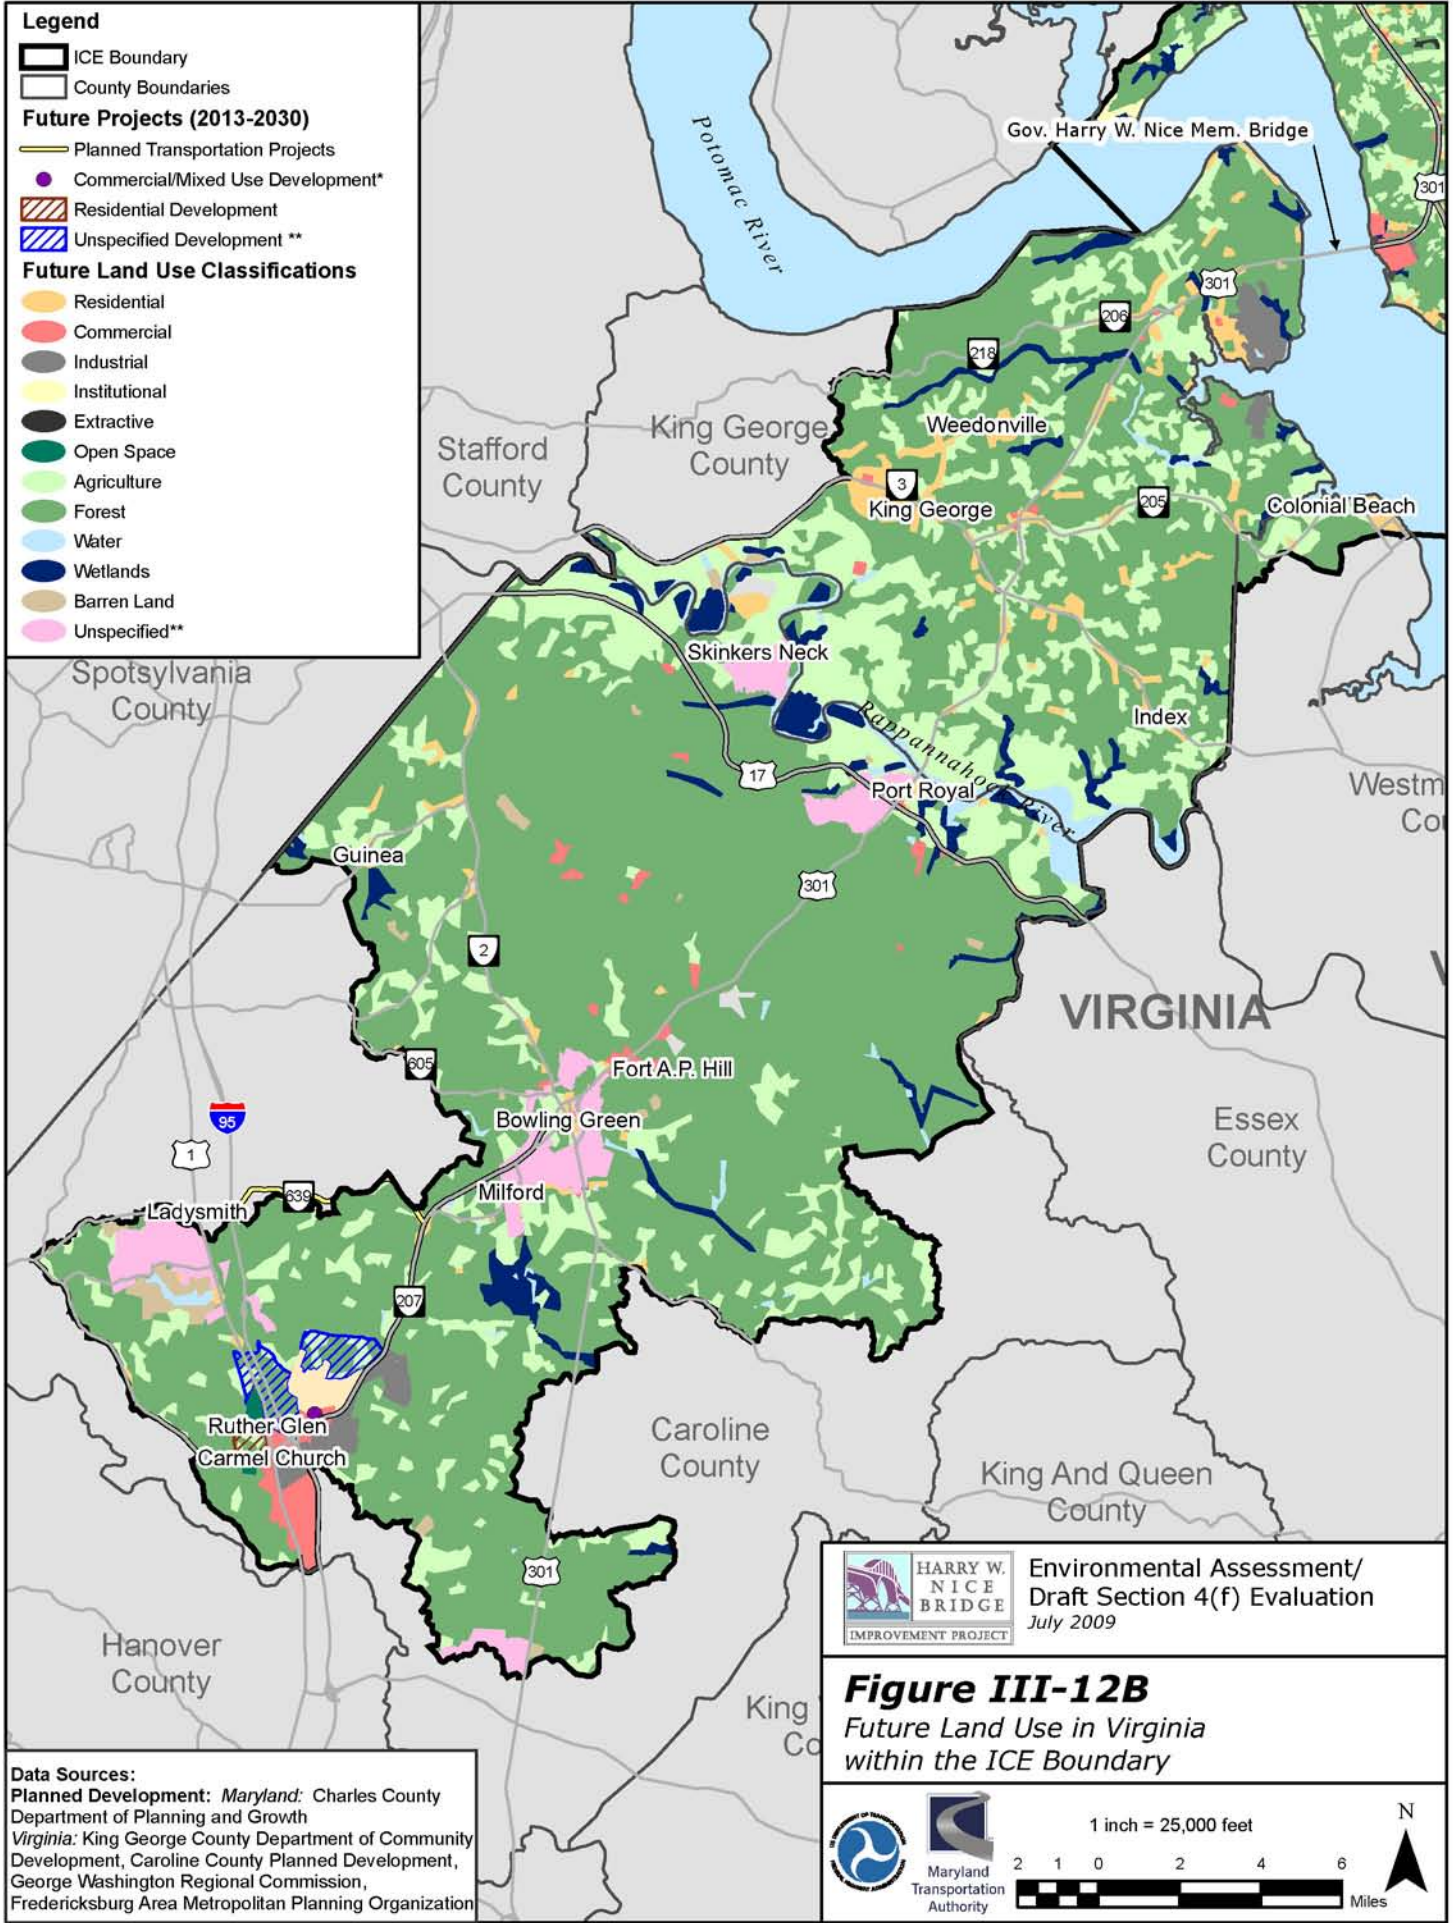 Legend
ICE Boundary
County Boundaries
Future Projects (2013-2030)
Planned Transportation Projects
Commercial/Mixed Use Development*
Residential Development
Unspecified Development **
Future Land Use Classifications
Residential
Commercial
Industrial
Institutional
Extractive
Open Space
Agriculture
Forest
Water
Wetlands
Barren Land
Unspecified**
Potomac River
Gov. Harry W. Nice Mem. Bridge
301
301
206
218
Weedonville
King George
County
Stafford
County
3
King George
205
Colonial Beach
Skinkers Neck
Spotsylvania
County
Rappannahock River
Index
17
Port Royal
Westm
Co
Guinea
301
2
VIRGINIA
V
605
Fort A.P. Hill
95
Bowling Green
1
Essex
County
Milford
639
Ladysmith
207
Ruther Glen
Carmel Church
Caroline
County
King And Queen
County
301
Hanover
County
King
Co
HARRY W.
NICE
BRIDGE
IMPROVEMENT PROJECT
Environmental Assessment/
Draft Section 4(f) Evaluation
July 2009
Figure III-12B
Future Land Use in Virginia
within the ICE Boundary
Data Sources:
Planned Development: Maryland: Charles County
Department of Planning and Growth
Virginia: King George County Department of Community
Development, Caroline County Planned Development,
George Washington Regional Commission,
Fredericksburg Area Metropolitan Planning Organization
Maryland
Transportation
Authority
1 inch = 25,000 feet
N
2 1 0 2 4 6
Miles